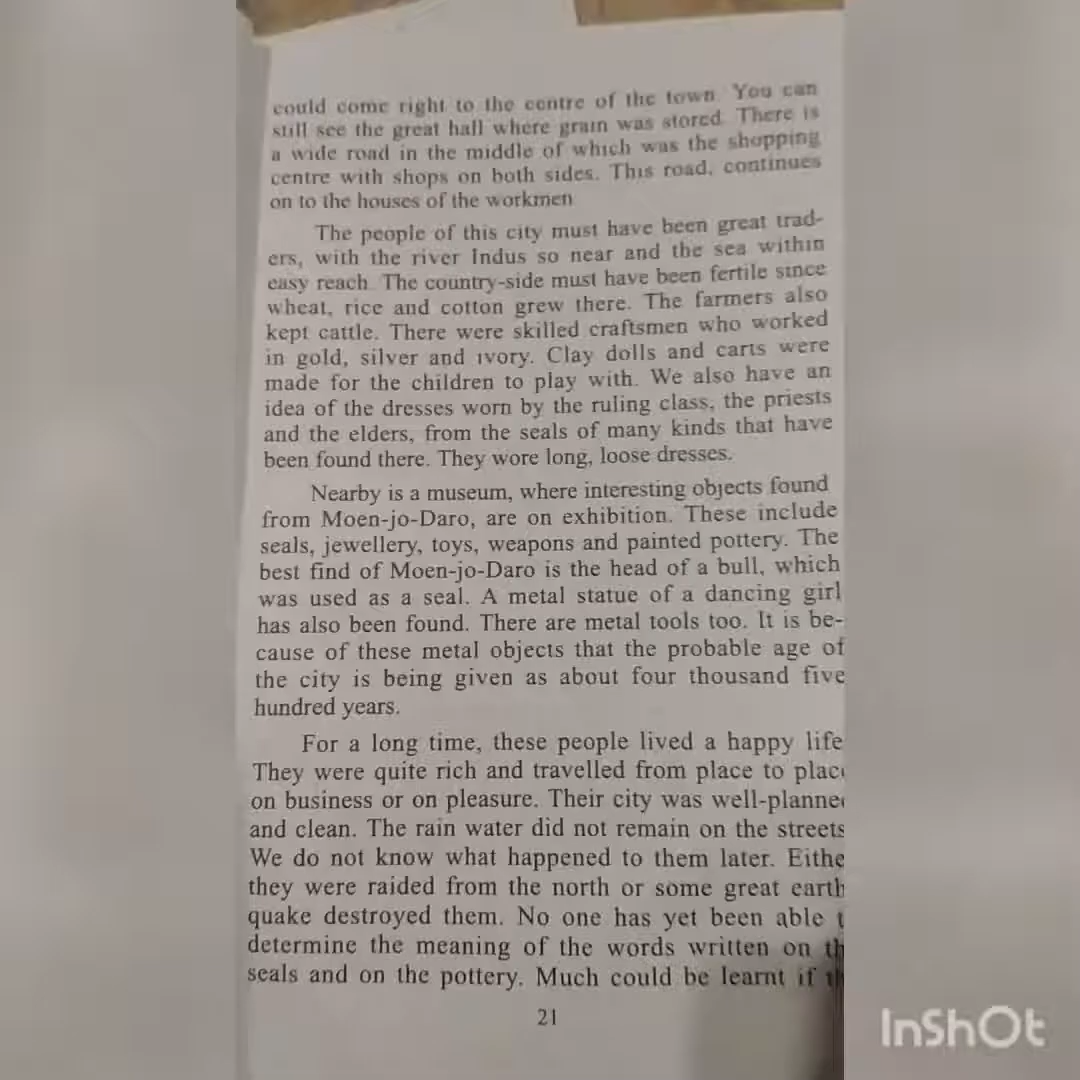 could come right to the centre of the town. You can
still see the great hall where grain was stored. There is
a wide road in the middle of which was the shopping
centre with shops on both sides. This road, continues
on to the houses of the workmen
The people of this city must have been great trad-
ers, with the river Indus so near and the sea within
easy reach. The country-side must have been fertile since
wheat, rice and cotton grew there. The farmers also
kept cattle. There were skilled craftsmen who worked
in gold, silver and ivory. Clay dolls and carts were
made for the children to play with. We also have an
idea of the dresses worn by the ruling class, the priests
and the elders, from the seals of many kinds that have
been found there. They wore long, loose dresses.
Nearby is a museum, where interesting objects found
from Moen-jo-Daro, are on exhibition. These include
seals, jewellery, toys, weapons and painted pottery. The
best find of Moen-jo-Daro is the head of a bull, which
was used as a seal. A metal statue of a dancing girl
has also been found. There are metal tools too. It is be-
cause of these metal objects that the probable age of
the city is being given as about four thousand five
hundred years.
For a long time, these people lived a happy life
They were quite rich and travelled from place to plac
on business or on pleasure. Their city was well-planne
and clean. The rain water did not remain on the streets
We do not know what happened to them later. Eithe
they were raided from the north or some great earth
quake destroyed them. No one has yet been able t
determine the meaning of the words written on th
seals and on the pottery. Much could be learnt if th
21
InShOt